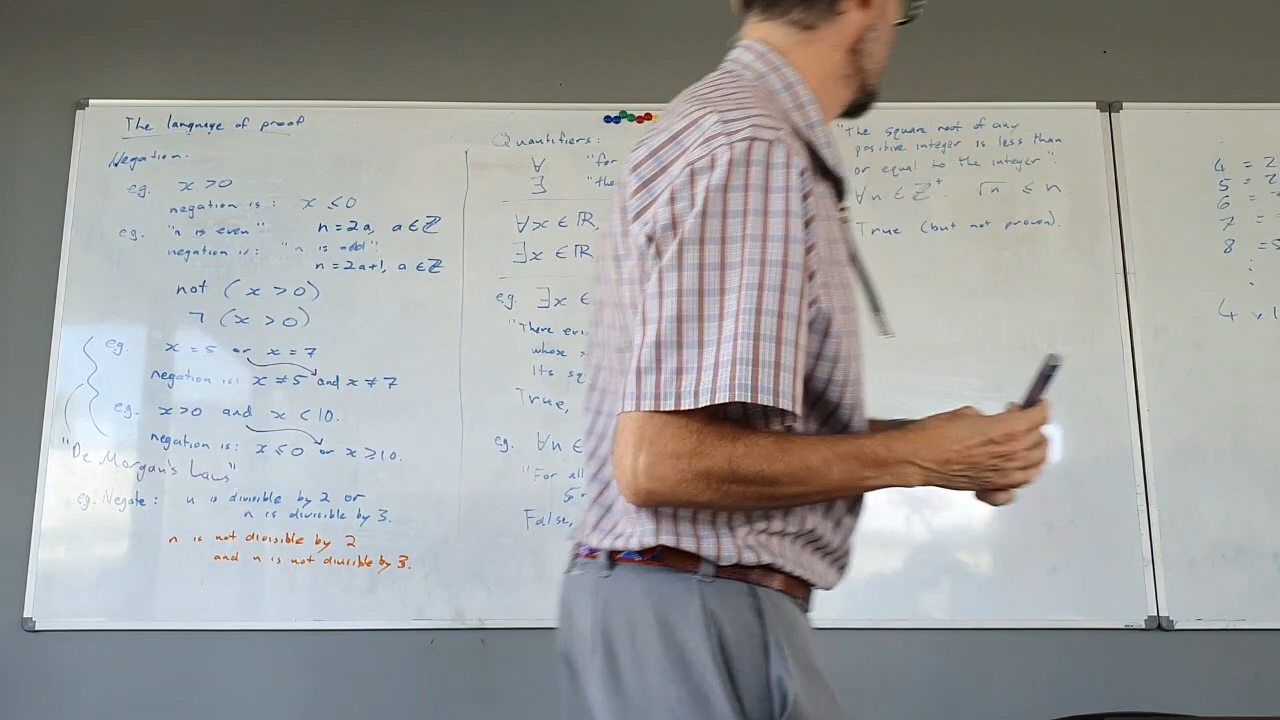 The language of proof
Negation.
eg. x > 0
negation is: x ≤ 0
eg. "n is even" n = 2a, a ∈ ℤ
negation is: "n is odd".
n = 2a+1, a ∈ ℤ
not (x > 0)
¬ (x > 0)
eg. x = 5 or x = 7
negation is: x ≠ 5 and x ≠ 7
eg. x > 0 and x < 10.
negation is: x ≤ 0 or x ≥ 10.
"De Morgan's Law"
eg. Negate: n is divisible by 2 or
n is divisible by 3.
n is not divisible by 2
and n is not divisible by 3.
Quantifiers:
∀ "for
∃ "the
∀x ∈ ℝ,
∃x ∈ ℝ
eg. ∃x ∈
"There exi
whose
Its sq
True,
eg. ∀n ∈
"For all
False,
"The square root of any
positive integer is less than
or equal to the integer".
∀n ∈ ℤ⁺ √n ≤ n.
True (but not proven).
4 = 2
5 = 2
6 =
7 =
8 = 5
⋮
4 x 1